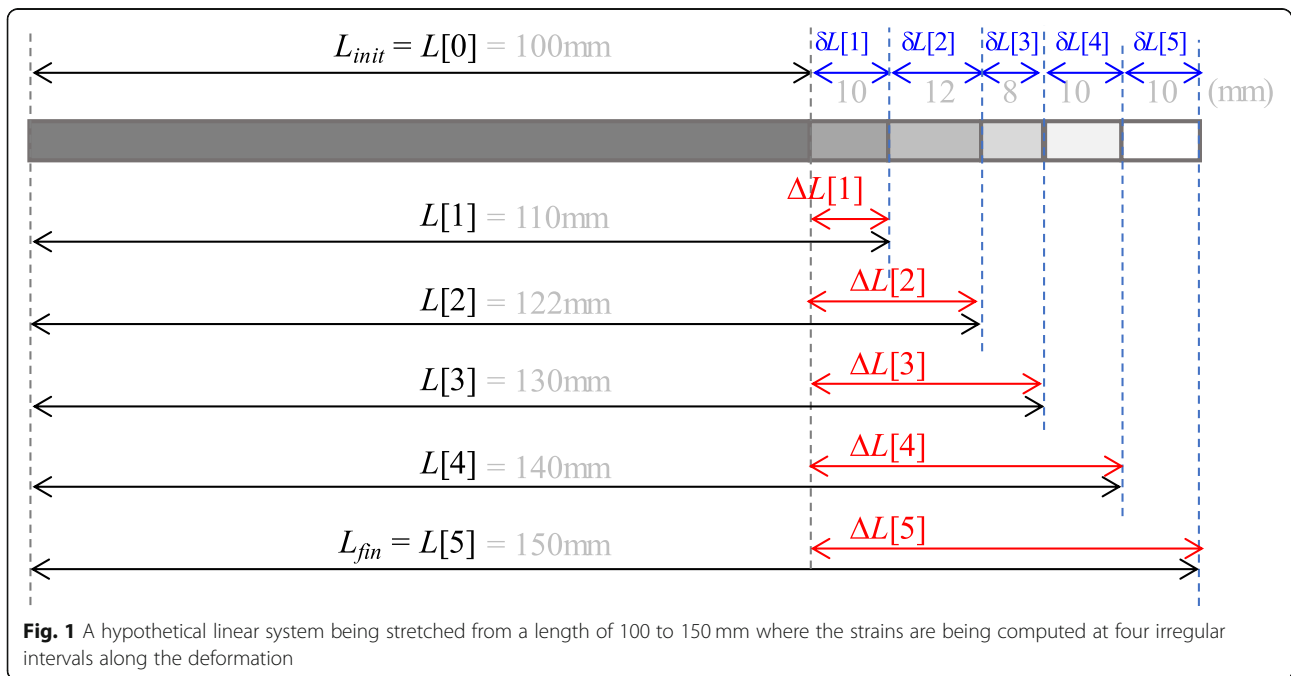 L_init = L[0] = 100mm
δL[1] δL[2] δL[3] δL[4] δL[5]
10 12 8 10 10 (mm)
ΔL[1]
L[1] = 110mm
ΔL[2]
L[2] = 122mm
ΔL[3]
L[3] = 130mm
ΔL[4]
L[4] = 140mm
ΔL[5]
L_fin = L[5] = 150mm
Fig. 1 A hypothetical linear system being stretched from a length of 100 to 150 mm where the strains are being computed at four irregular
intervals along the deformation